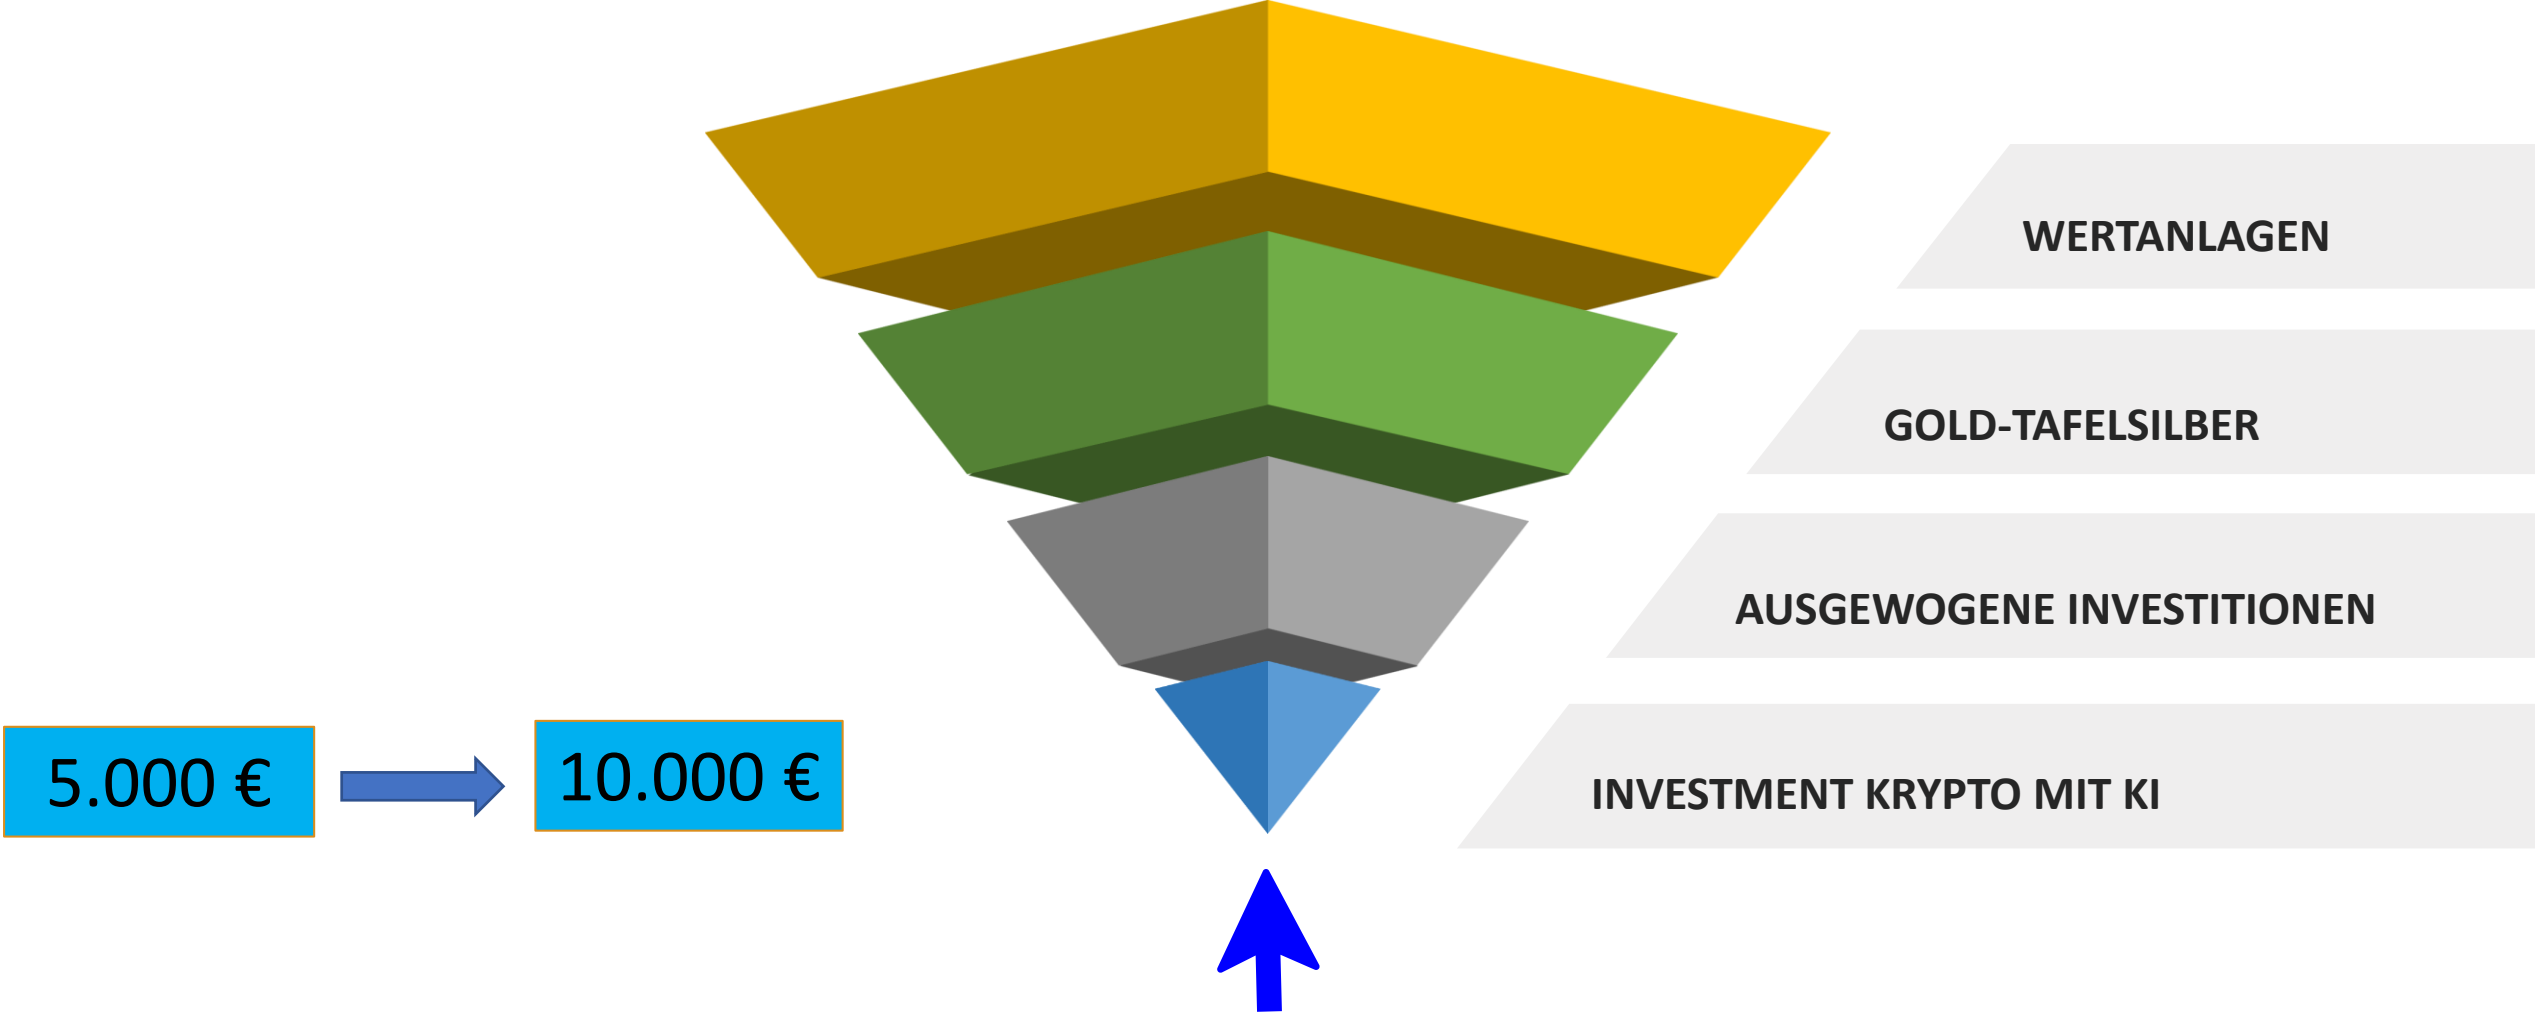 WERTANLAGEN
GOLD-TAFELSILBER
AUSGEWOGENE INVESTITIONEN
5.000 €
10.000 €
INVESTMENT KRYPTO MIT KI